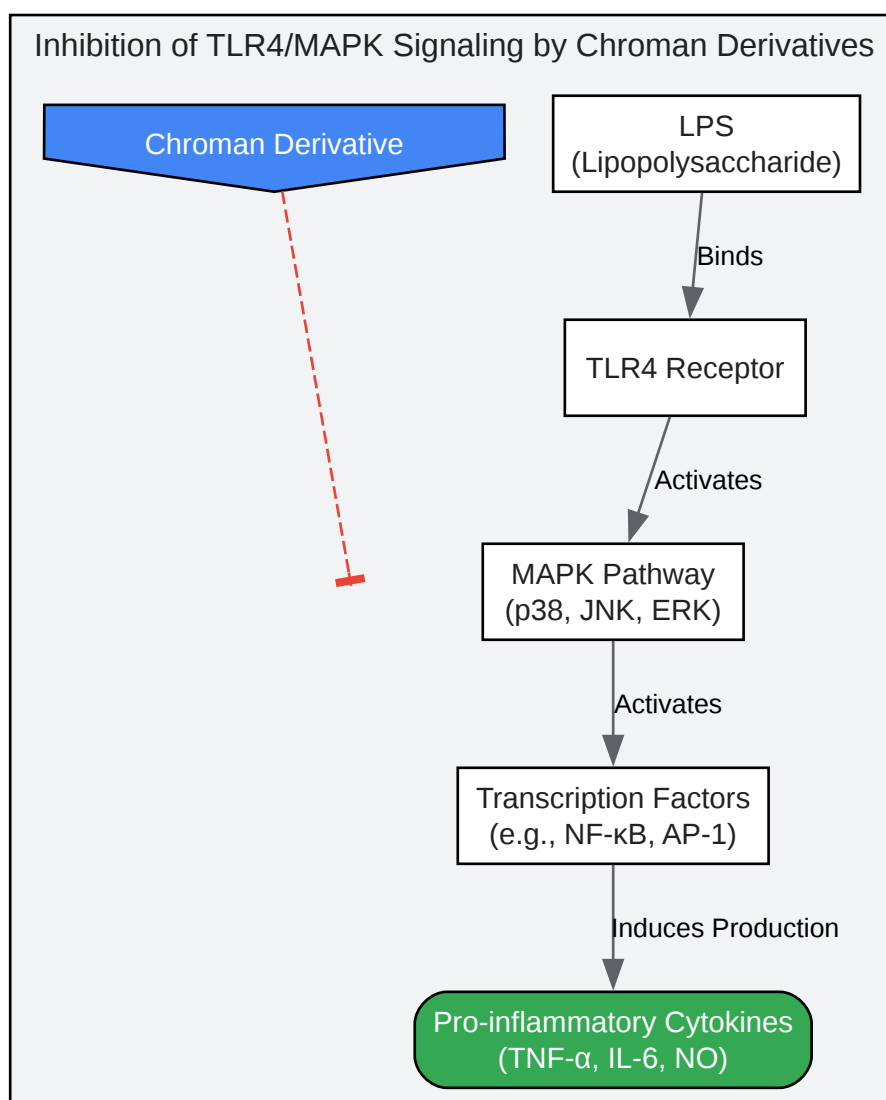 Inhibition of TLR4/MAPK Signaling by Chroman Derivatives
Chroman Derivative
LPS
(Lipopolysaccharide)
Binds
TLR4 Receptor
Activates
MAPK Pathway
(p38, JNK, ERK)
Activates
Transcription Factors
(e.g., NF-κB, AP-1)
Induces Production
Pro-inflammatory Cytokines
(TNF-α, IL-6, NO)